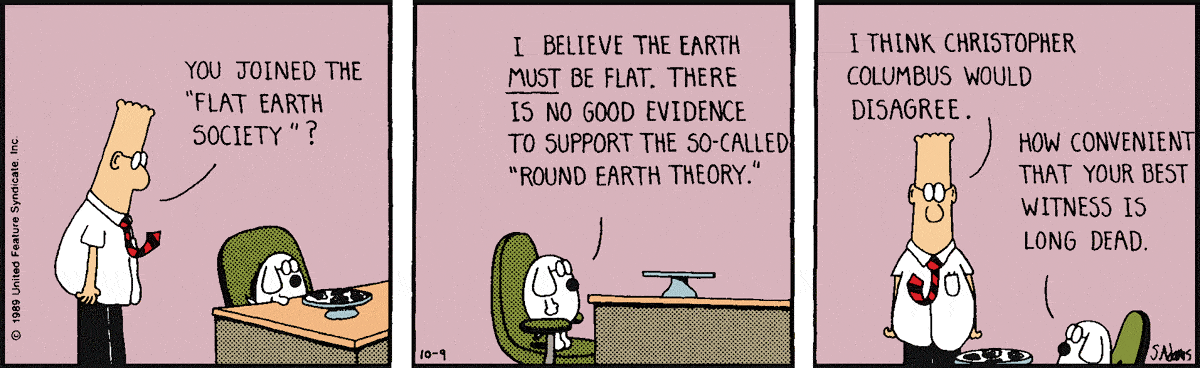 © 1989 United Feature Syndicate, Inc.
YOU JOINED THE
"FLAT EARTH
SOCIETY"?
I BELIEVE THE EARTH
MUST BE FLAT. THERE
IS NO GOOD EVIDENCE
TO SUPPORT THE SO-CALLED
"ROUND EARTH THEORY."
10-9
I THINK CHRISTOPHER
COLUMBUS WOULD
DISAGREE.
HOW CONVENIENT
THAT YOUR BEST
WITNESS IS
LONG DEAD.
S.Adams